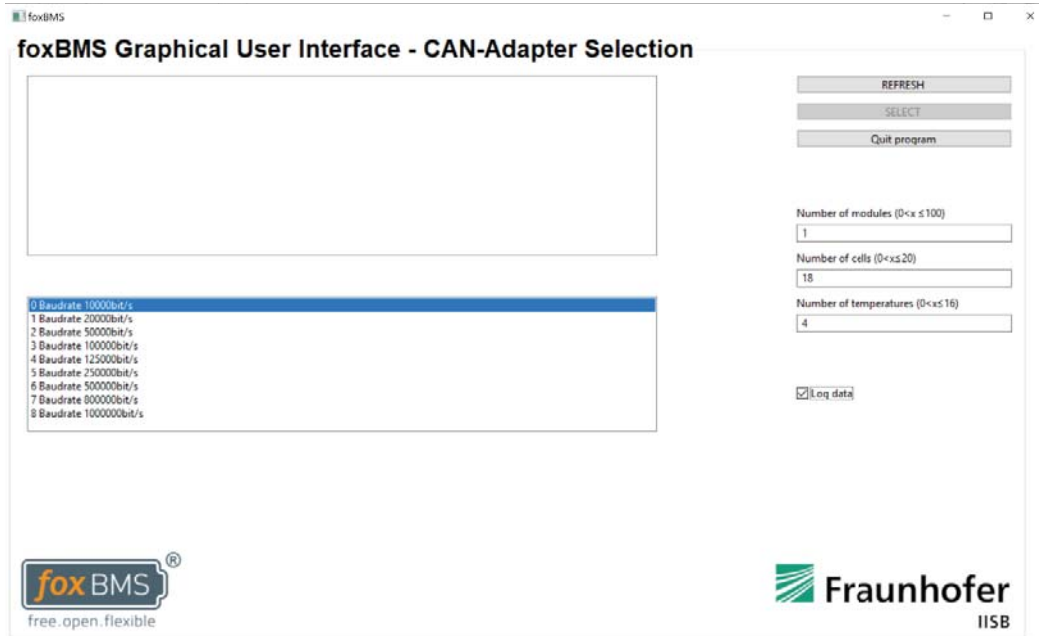 foxBMS
foxBMS Graphical User Interface - CAN-Adapter Selection
REFRESH
SELECT
Quit program
Number of modules (0<x ≤100)
1
Number of cells (0<x≤20)
18
Number of temperatures (0<x≤16)
4
Log data
0 Baudrate 10000bit/s
1 Baudrate 20000bit/s
2 Baudrate 50000bit/s
3 Baudrate 100000bit/s
4 Baudrate 125000bit/s
5 Baudrate 250000bit/s
6 Baudrate 500000bit/s
7 Baudrate 800000bit/s
8 Baudrate 1000000bit/s
foxBMS®
free.open.flexible
Fraunhofer
IISB